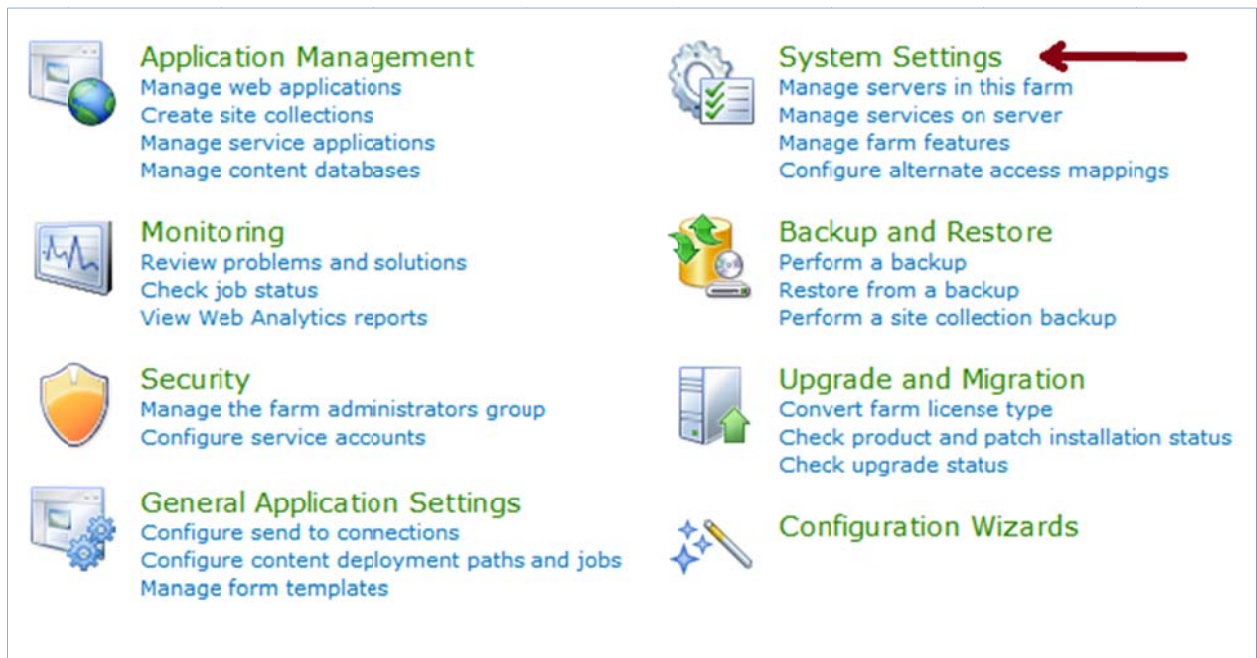 Application Management
Manage web applications
Create site collections
Manage service applications
Manage content databases
Monitoring
Review problems and solutions
Check job status
View Web Analytics reports
Security
Manage the farm administrators group
Configure service accounts
General Application Settings
Configure send to connections
Configure content deployment paths and jobs
Manage form templates
System Settings
Manage servers in this farm
Manage services on server
Manage farm features
Configure alternate access mappings
Backup and Restore
Perform a backup
Restore from a backup
Perform a site collection backup
Upgrade and Migration
Convert farm license type
Check product and patch installation status
Check upgrade status
Configuration Wizards